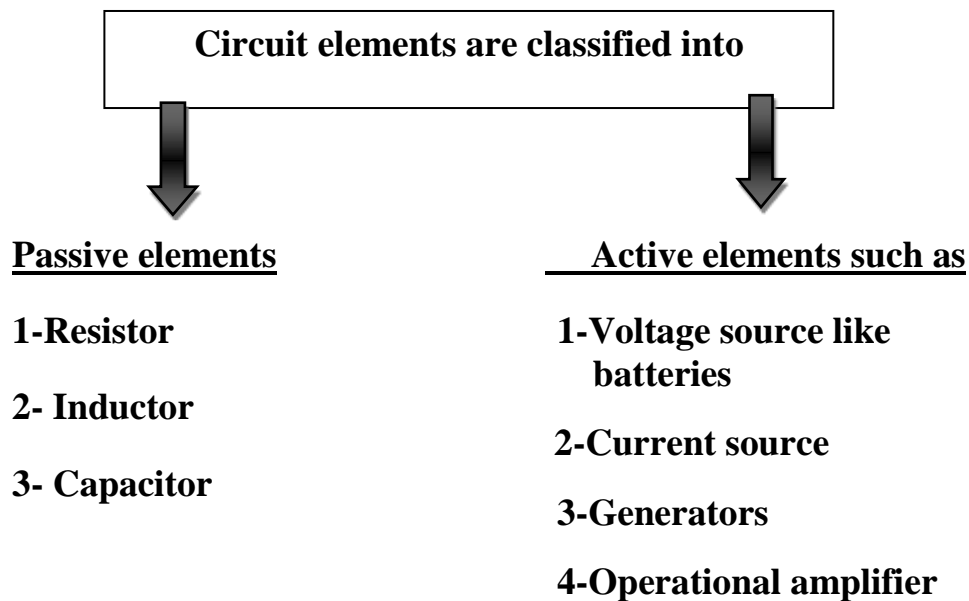 Circuit elements are classified into
Passive elements
1-Resistor
2- Inductor
3- Capacitor
Active elements such as
1-Voltage source like
batteries
2-Current source
3-Generators
4-Operational amplifier